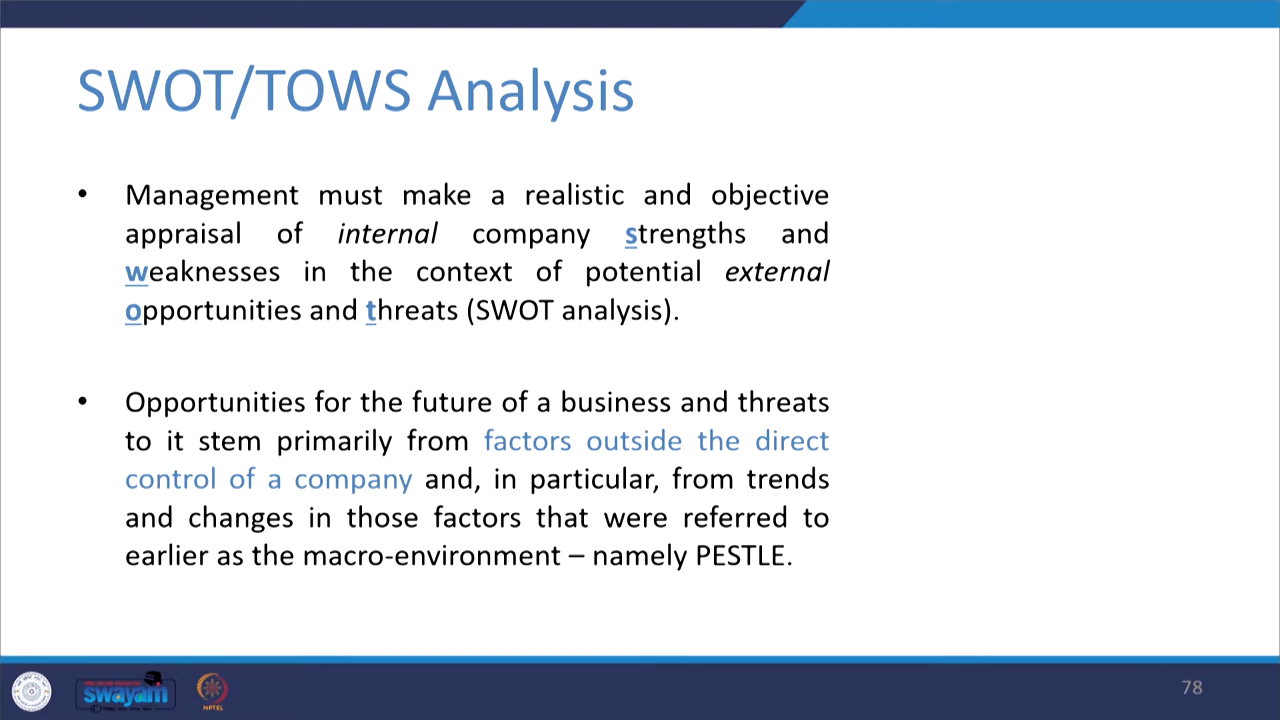 SWOT/TOWS Analysis
• Management must make a realistic and objective
appraisal of internal company strengths and
weaknesses in the context of potential external
opportunities and threats (SWOT analysis).
• Opportunities for the future of a business and threats
to it stem primarily from factors outside the direct
control of a company and, in particular, from trends
and changes in those factors that were referred to
earlier as the macro-environment – namely PESTLE.
swayam
NPTEL
78